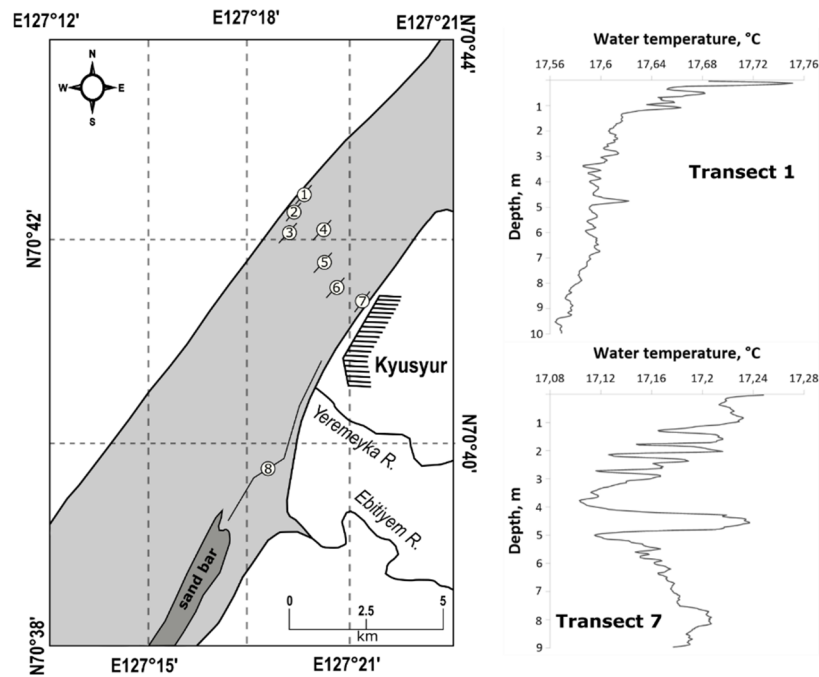 E127°12'
E127°18'
E127°21'
N70°44'
N
W
E
S
1
2
3
4
5
6
7
8
N70°42'
Kyusyur
N70°40'
Yeremeyka R.
Ebitiyem R.
sand bar
0
2.5
5
km
N70°38'
E127°15'
E127°21'
Water temperature, °C
17,56
17,6
17,64
17,68
17,72
17,76
Depth, m
1
2
3
4
5
6
7
8
9
10
Transect 1
Water temperature, °C
17,08
17,12
17,16
17,2
17,24
17,28
Depth, m
1
2
3
4
5
6
7
8
9
Transect 7